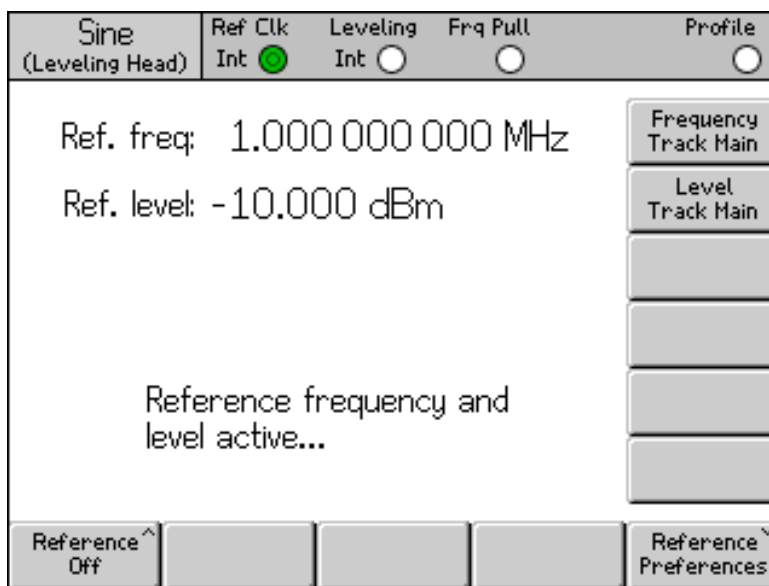 Sine
(Leveling Head)
Ref Clk
Int
Leveling
Int
Frq Pull
Profile
Ref. freq: 1.000 000 000 MHz
Ref. level: -10.000 dBm
Frequency
Track Main
Level
Track Main
Reference frequency and
level active...
Reference
Off
Reference
Preferences